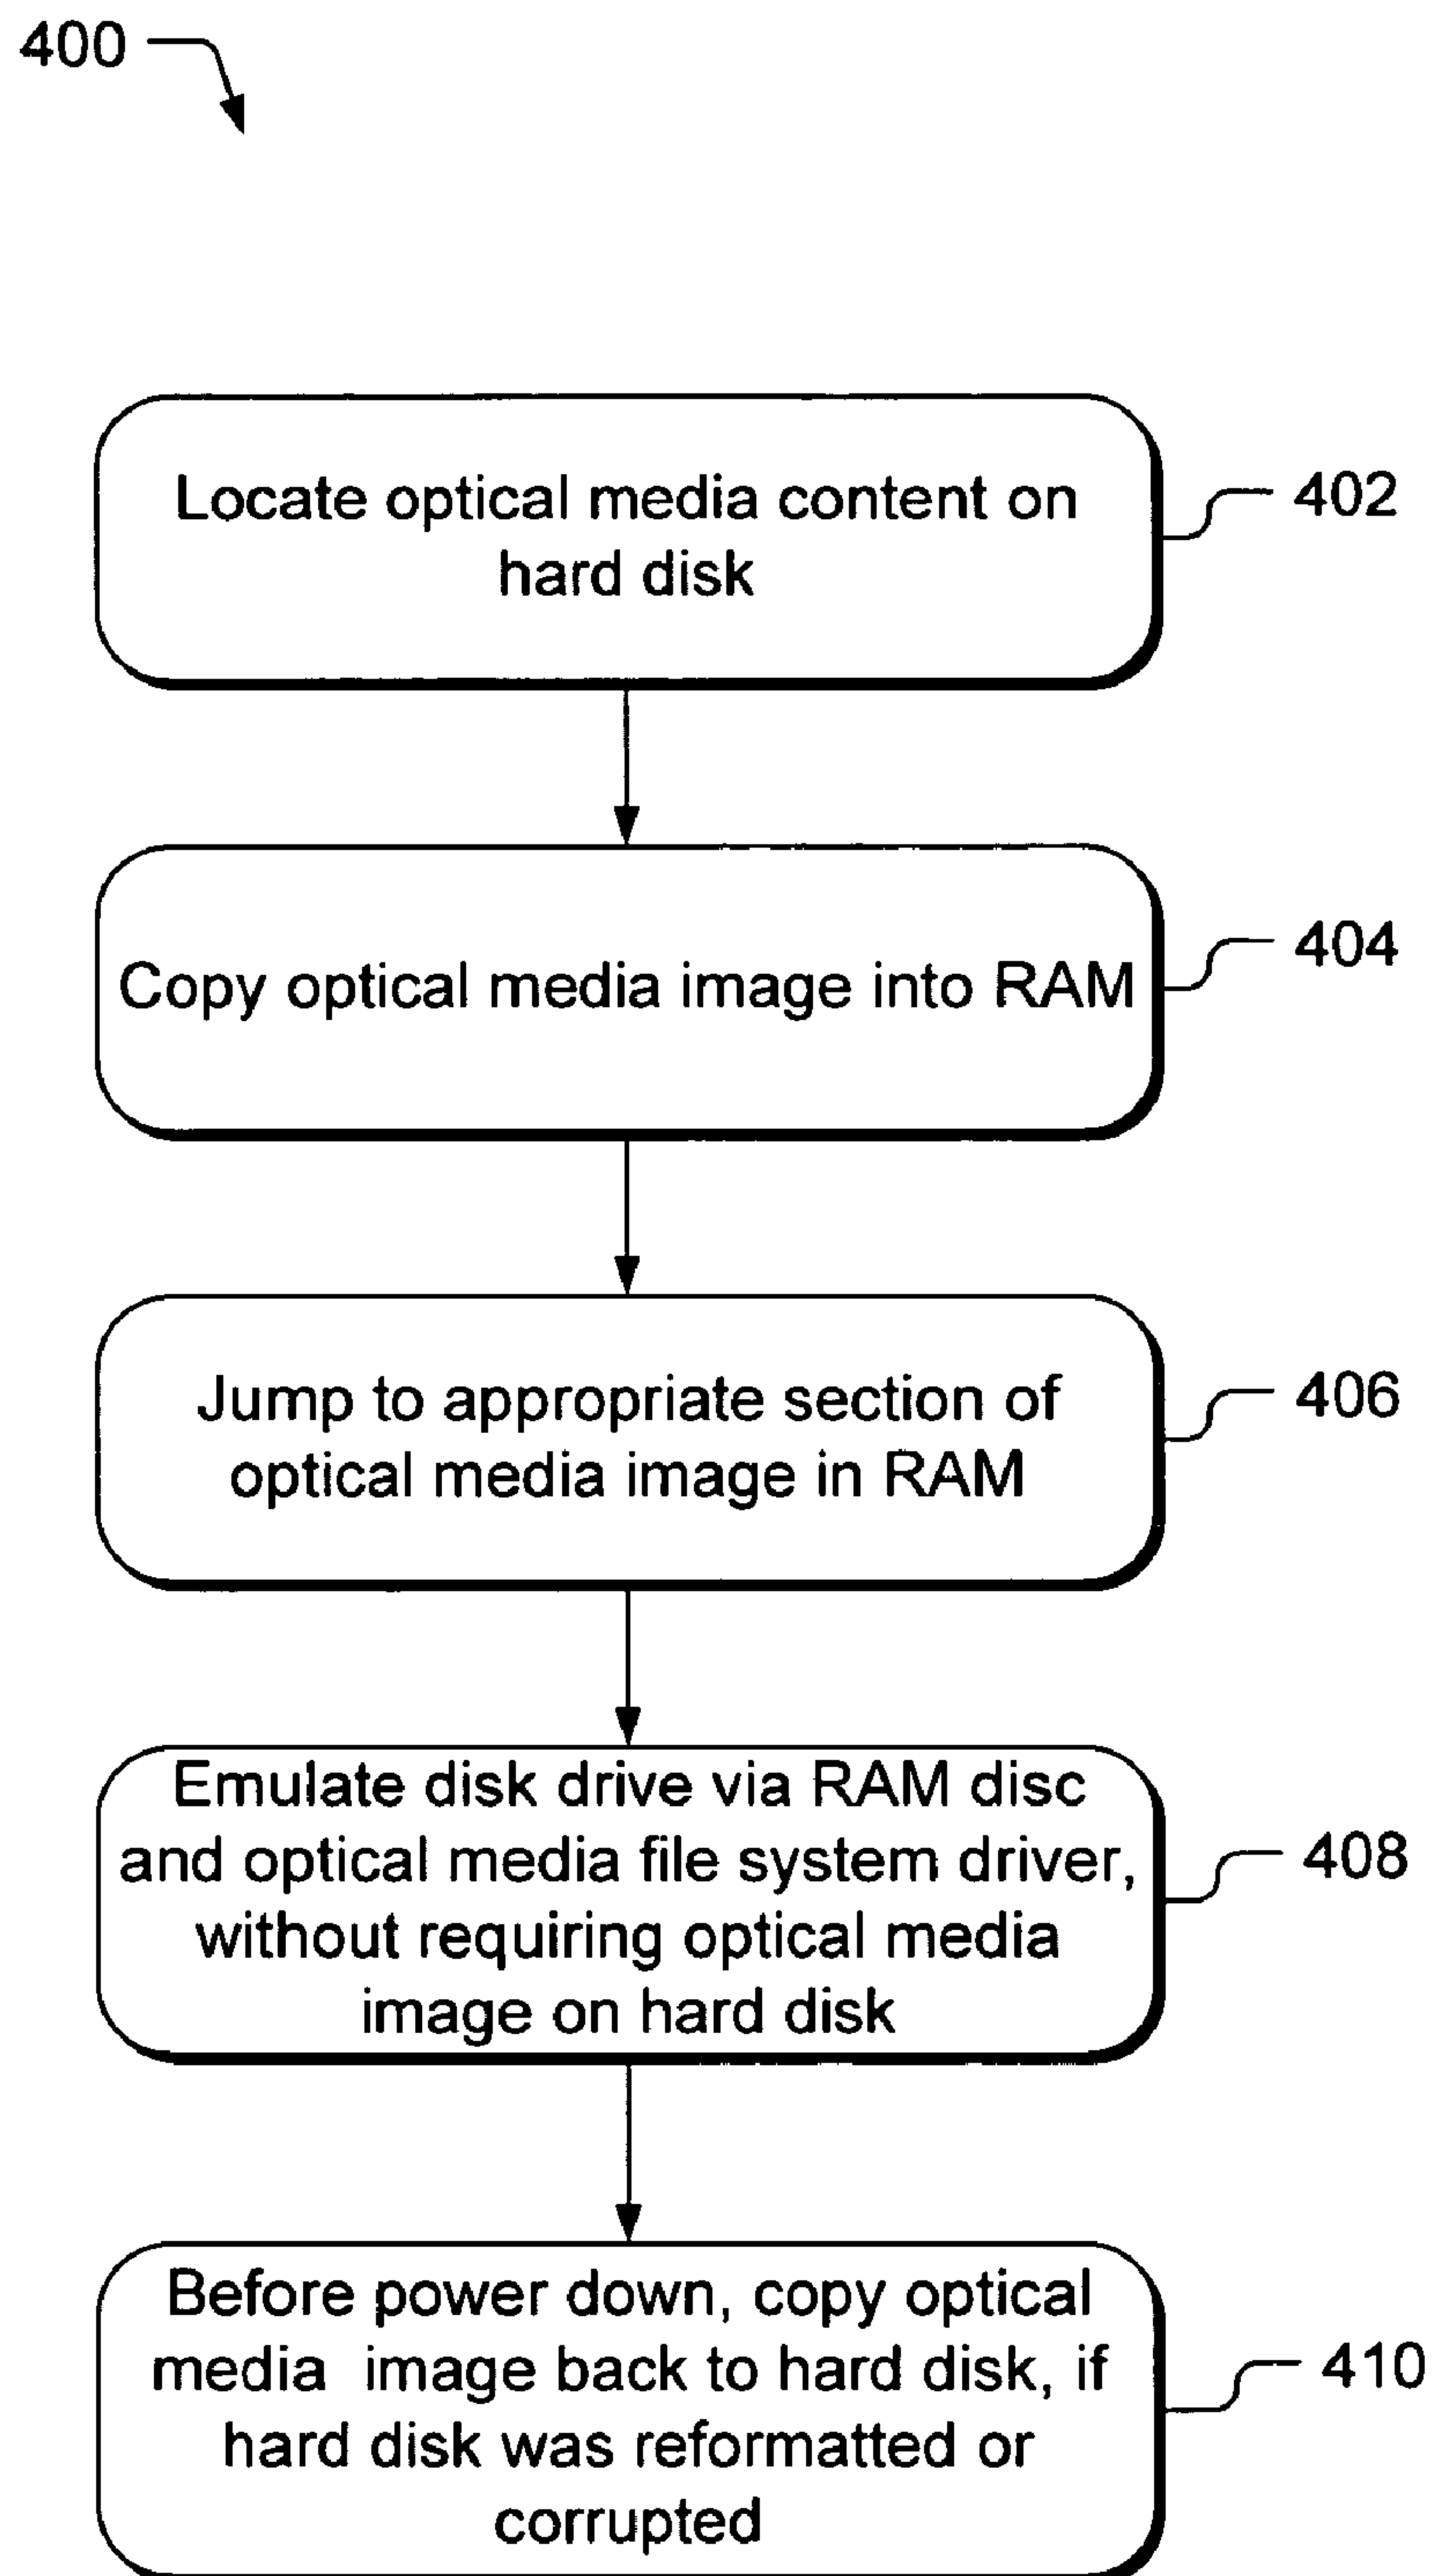 400
Locate optical media content on
hard disk
402
Copy optical media image into RAM
404
Jump to appropriate section of
optical media image in RAM
406
Emulate disk drive via RAM disc
and optical media file system driver,
without requiring optical media
image on hard disk
408
Before power down, copy optical
media image back to hard disk, if
hard disk was reformatted or
corrupted
410